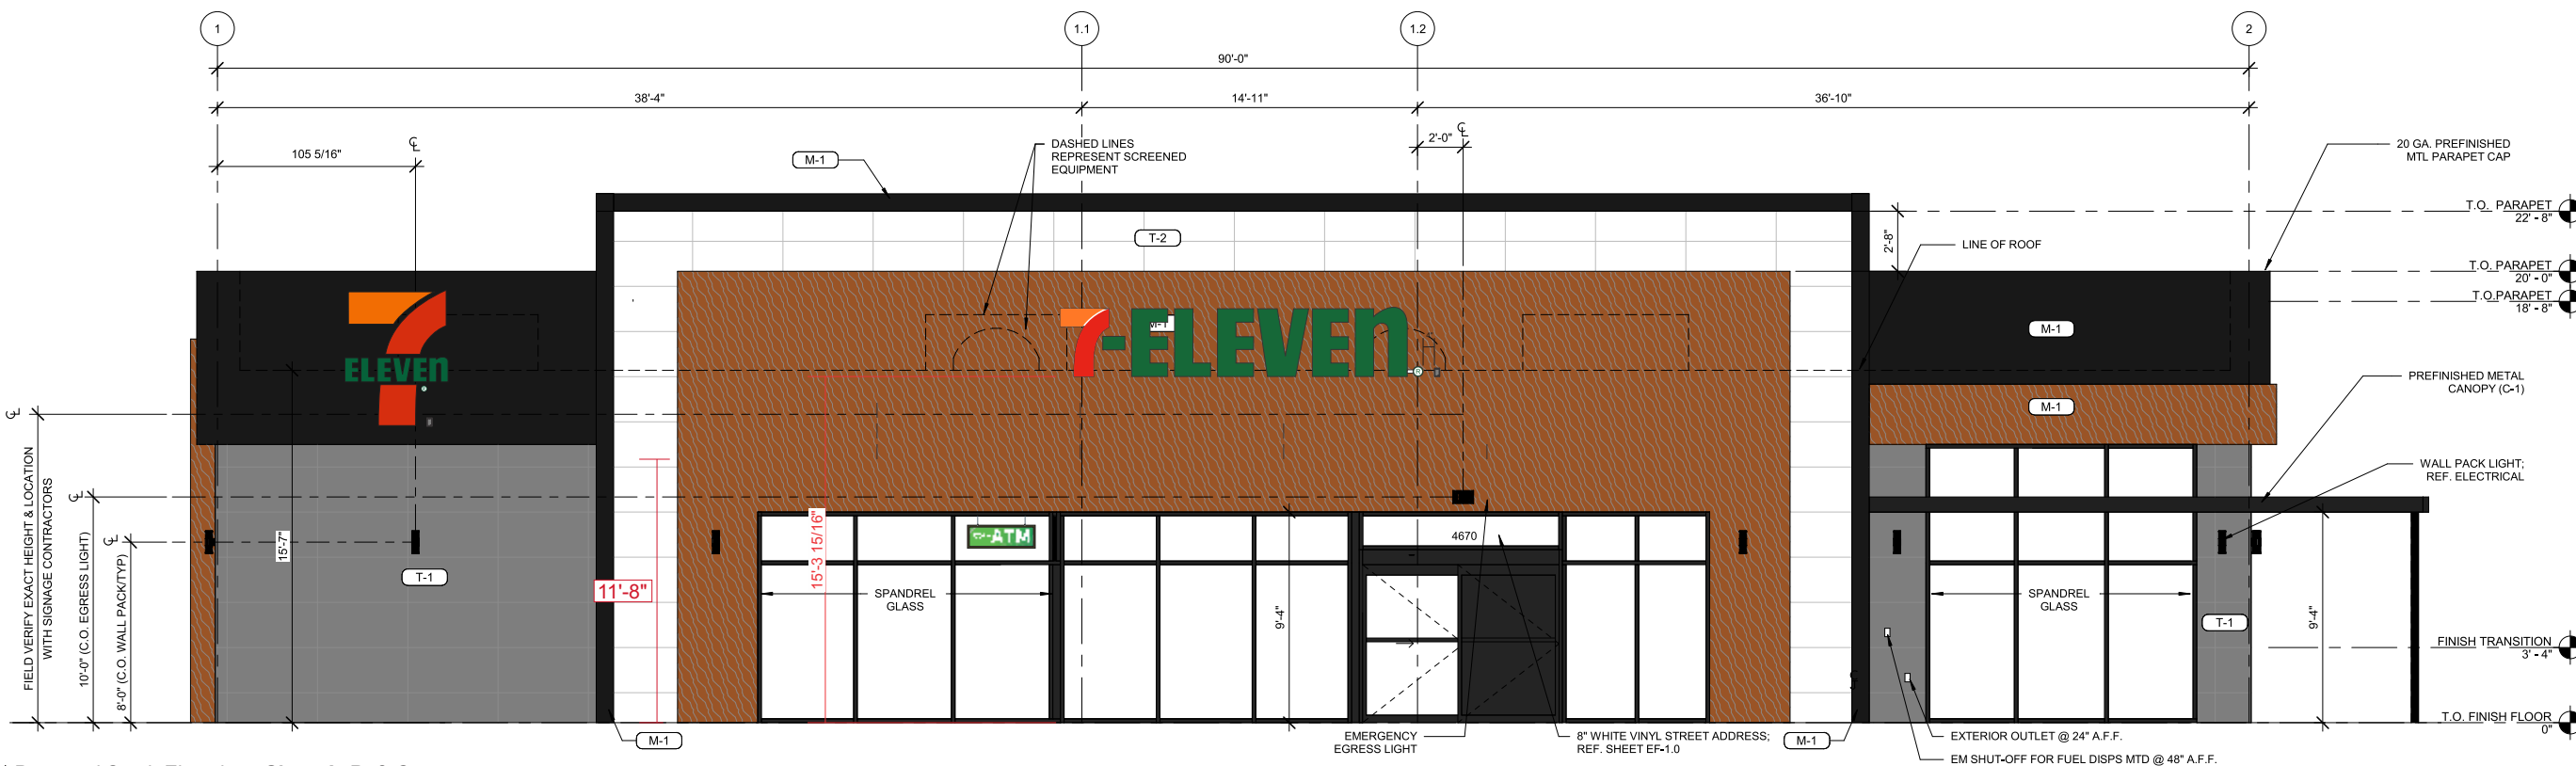 1
1.1
1.2
2
90'-0"
38'-4"
14'-11"
36'-10"
105 5/16"
2'-0"
M-1
DASHED LINES
REPRESENT SCREENED
EQUIPMENT
20 GA. PREFINISHED
MTL PARAPET CAP
T.O. PARAPET
22' - 8"
T-2
2'-8"
LINE OF ROOF
T.O. PARAPET
20' - 0"
T.O.PARAPET
18' - 8"
7
ELEVEn
7-ELEVEn
®
M-1
M-1
M-1
PREFINISHED METAL
CANOPY (C-1)
WALL PACK LIGHT;
REF. ELECTRICAL
FIELD VERIFY EXACT HEIGHT & LOCATION
WITH SIGNAGE CONTRACTORS
10'-0" (C.O. EGRESS LIGHT)
8'-0" (C.O. WALL PACK/TYP)
15'-7"
T-1
11'-8"
15'-3 15/16"
ATM
SPANDREL
GLASS
9'-4"
4670
SPANDREL
GLASS
T-1
9'-4"
FINISH TRANSITION
3' - 4"
T.O. FINISH FLOOR
0"
M-1
EMERGENCY
EGRESS LIGHT
8" WHITE VINYL STREET ADDRESS;
REF. SHEET EF-1.0
M-1
EXTERIOR OUTLET @ 24" A.F.F.
EM SHUT-OFF FOR FUEL DISPS MTD @ 48" A.F.F.